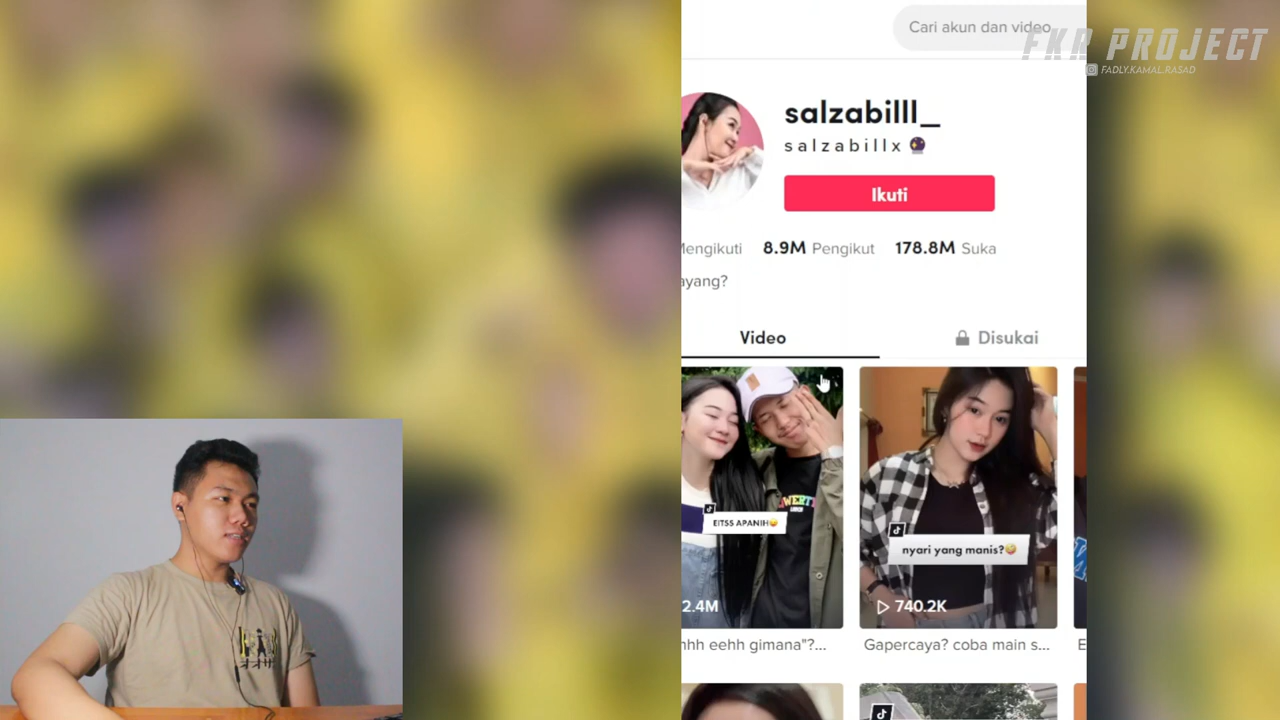 Cari akun dan video
FKR PROJECT
FADLY.KAMAL.RASAD
salzabilll_
salzabillx
Ikuti
Mengikuti 8.9M Pengikut 178.8M Suka
ayang?
Video Disukai
EITSS APANIH
nyari yang manis?
2.4M
740.2K
eehh gimana"?...
Gapercaya? coba main s...